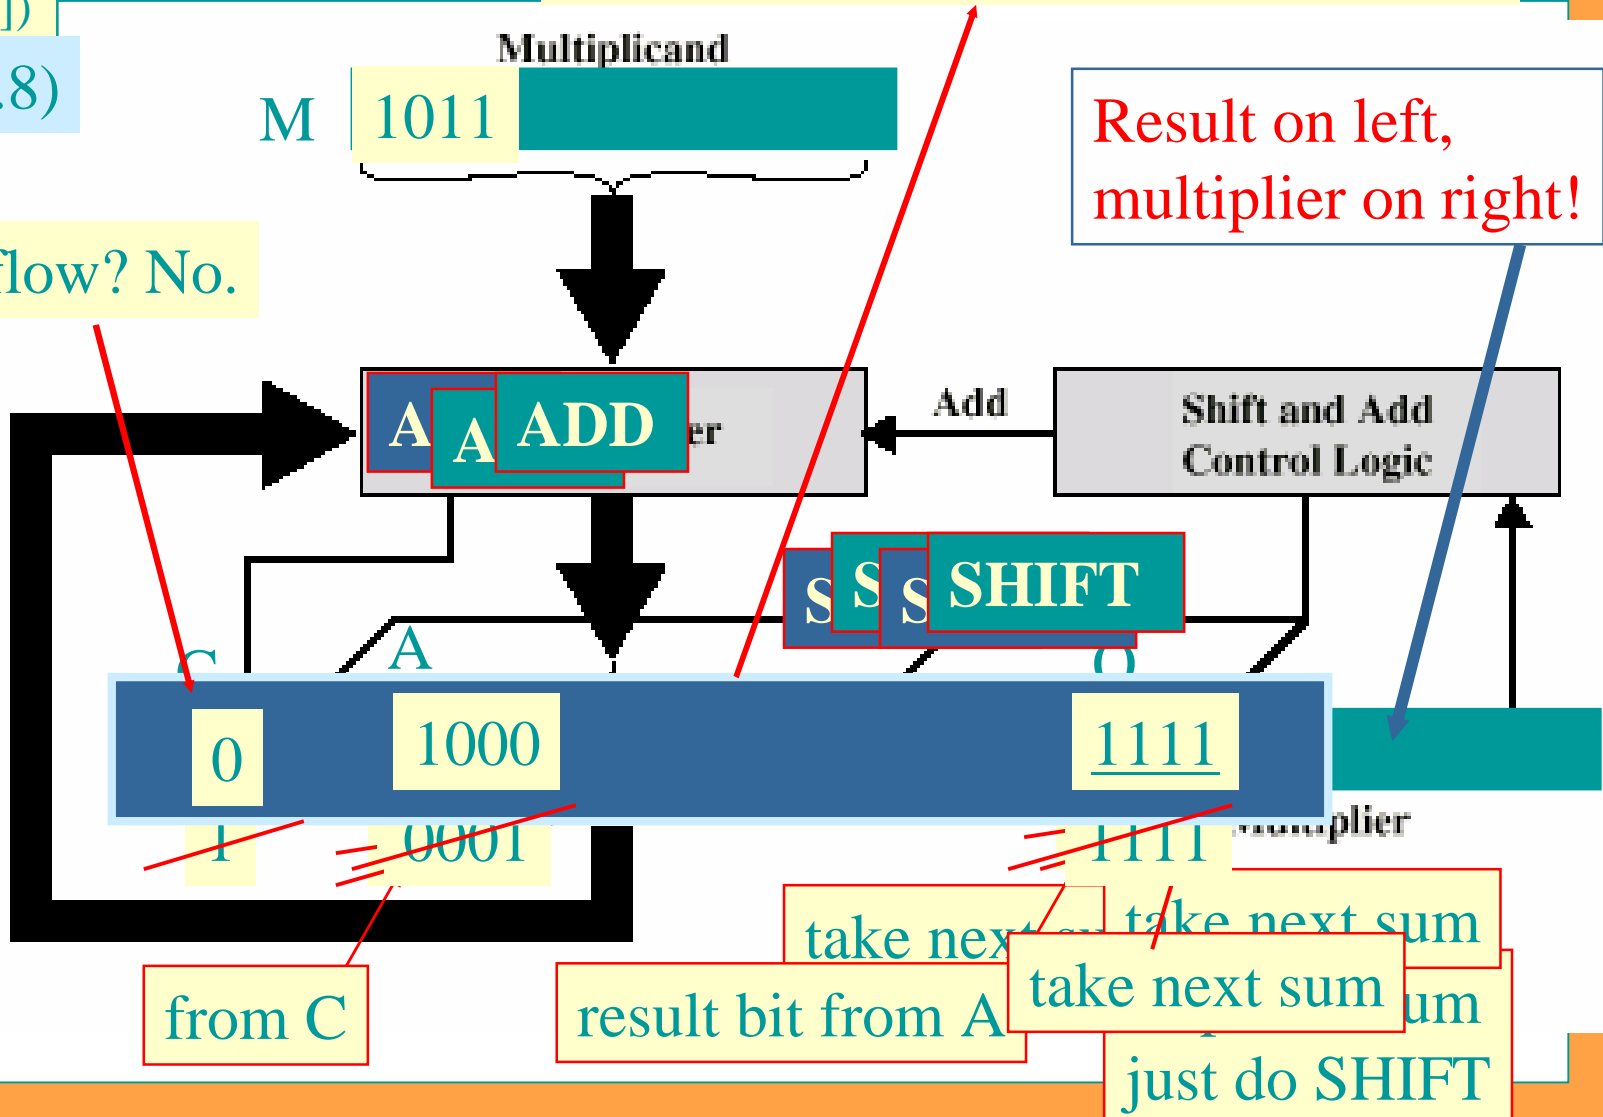 ])
Multiplicand
.8)
M
1011
Result on left,
multiplier on right!
flow? No.
A
A
ADD
er
Add
Shift and Add
Control Logic
S
S
S
SHIFT
C
A
Q
0
1000
1111
1
0001
1111
take next su
take next sum
from C
result bit from A
take next sum
um
just do SHIFT